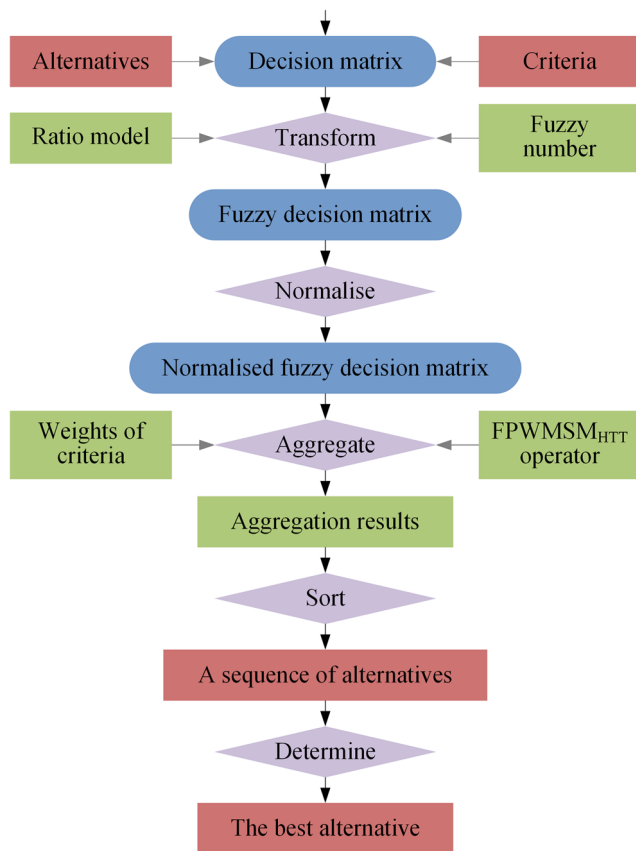 Alternatives
Decision matrix
Criteria
Ratio model
Transform
Fuzzy
number
Fuzzy decision matrix
Normalise
Normalised fuzzy decision matrix
Weights of
criteria
Aggregate
FPWMSM_HTT
operator
Aggregation results
Sort
A sequence of alternatives
Determine
The best alternative